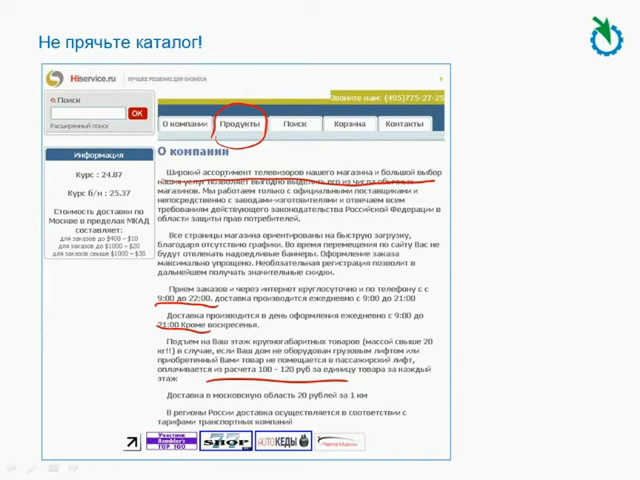 Не прячьте каталог!
Hiservice.ru
ЛУЧШЕЕ РЕШЕНИЕ ДЛЯ БИЗНЕСА
Звоните нам: (495)775-27-25
Поиск
OK
Расширенный поиск
О компании
Продукты
Поиск
Корзина
Контакты
Информация
Курс : 24.87
Курс б/н : 25.37
Стоимость доставки по
Москве в пределах МКАД
составляет:
для заказов до $400 – $10
для заказов до $1000 – $20
для заказов свыше $1000 – $30
О компании
Широкий ассортимент телевизоров нашего магазина и большой выбор
наших услуг позволяет выгодно выделить его из числа обычных
магазинов. Мы работаем только с официальными поставщиками и
непосредственно с заводами-изготовителями и отвечаем всем
требованиям действующего законодательства Российской Федерации в
области защиты прав потребителей.
Все страницы магазина ориентированы на быструю загрузку,
благодаря отсутствию графики. Во время перемещения по сайту Вас не
будут отвлекать надоедливые баннеры. Оформление заказа
максимально упрощено. Необязательная регистрация позволит в
дальнейшем получать значительные скидки.
Прием заказов и через интернет круглосуточно и по телефону с с
9:00 до 22:00. доставка производится ежедневно с 9:00 до 21:00
Доставка производится в день оформления ежедневно с 9:00 до
21:00 Кроме воскресенья.
Подъем на Ваш этаж крупногабаритных товаров (массой свыше 20
кг!!) в случае, если Ваш дом не оборудован грузовым лифтом или
приобретенный Вами товар не помещается в пассажирский лифт,
оплачивается из расчета 100 - 120 руб за единицу товара за каждый
этаж
Доставка в московскую область 20 рублей за 1 км
В регионы России доставка осуществляется в соответствии с
тарифами транспортных компаний
УЧАСТНИК
Rambler's
TOP 100
SHOP
АВТОКЕДЫ